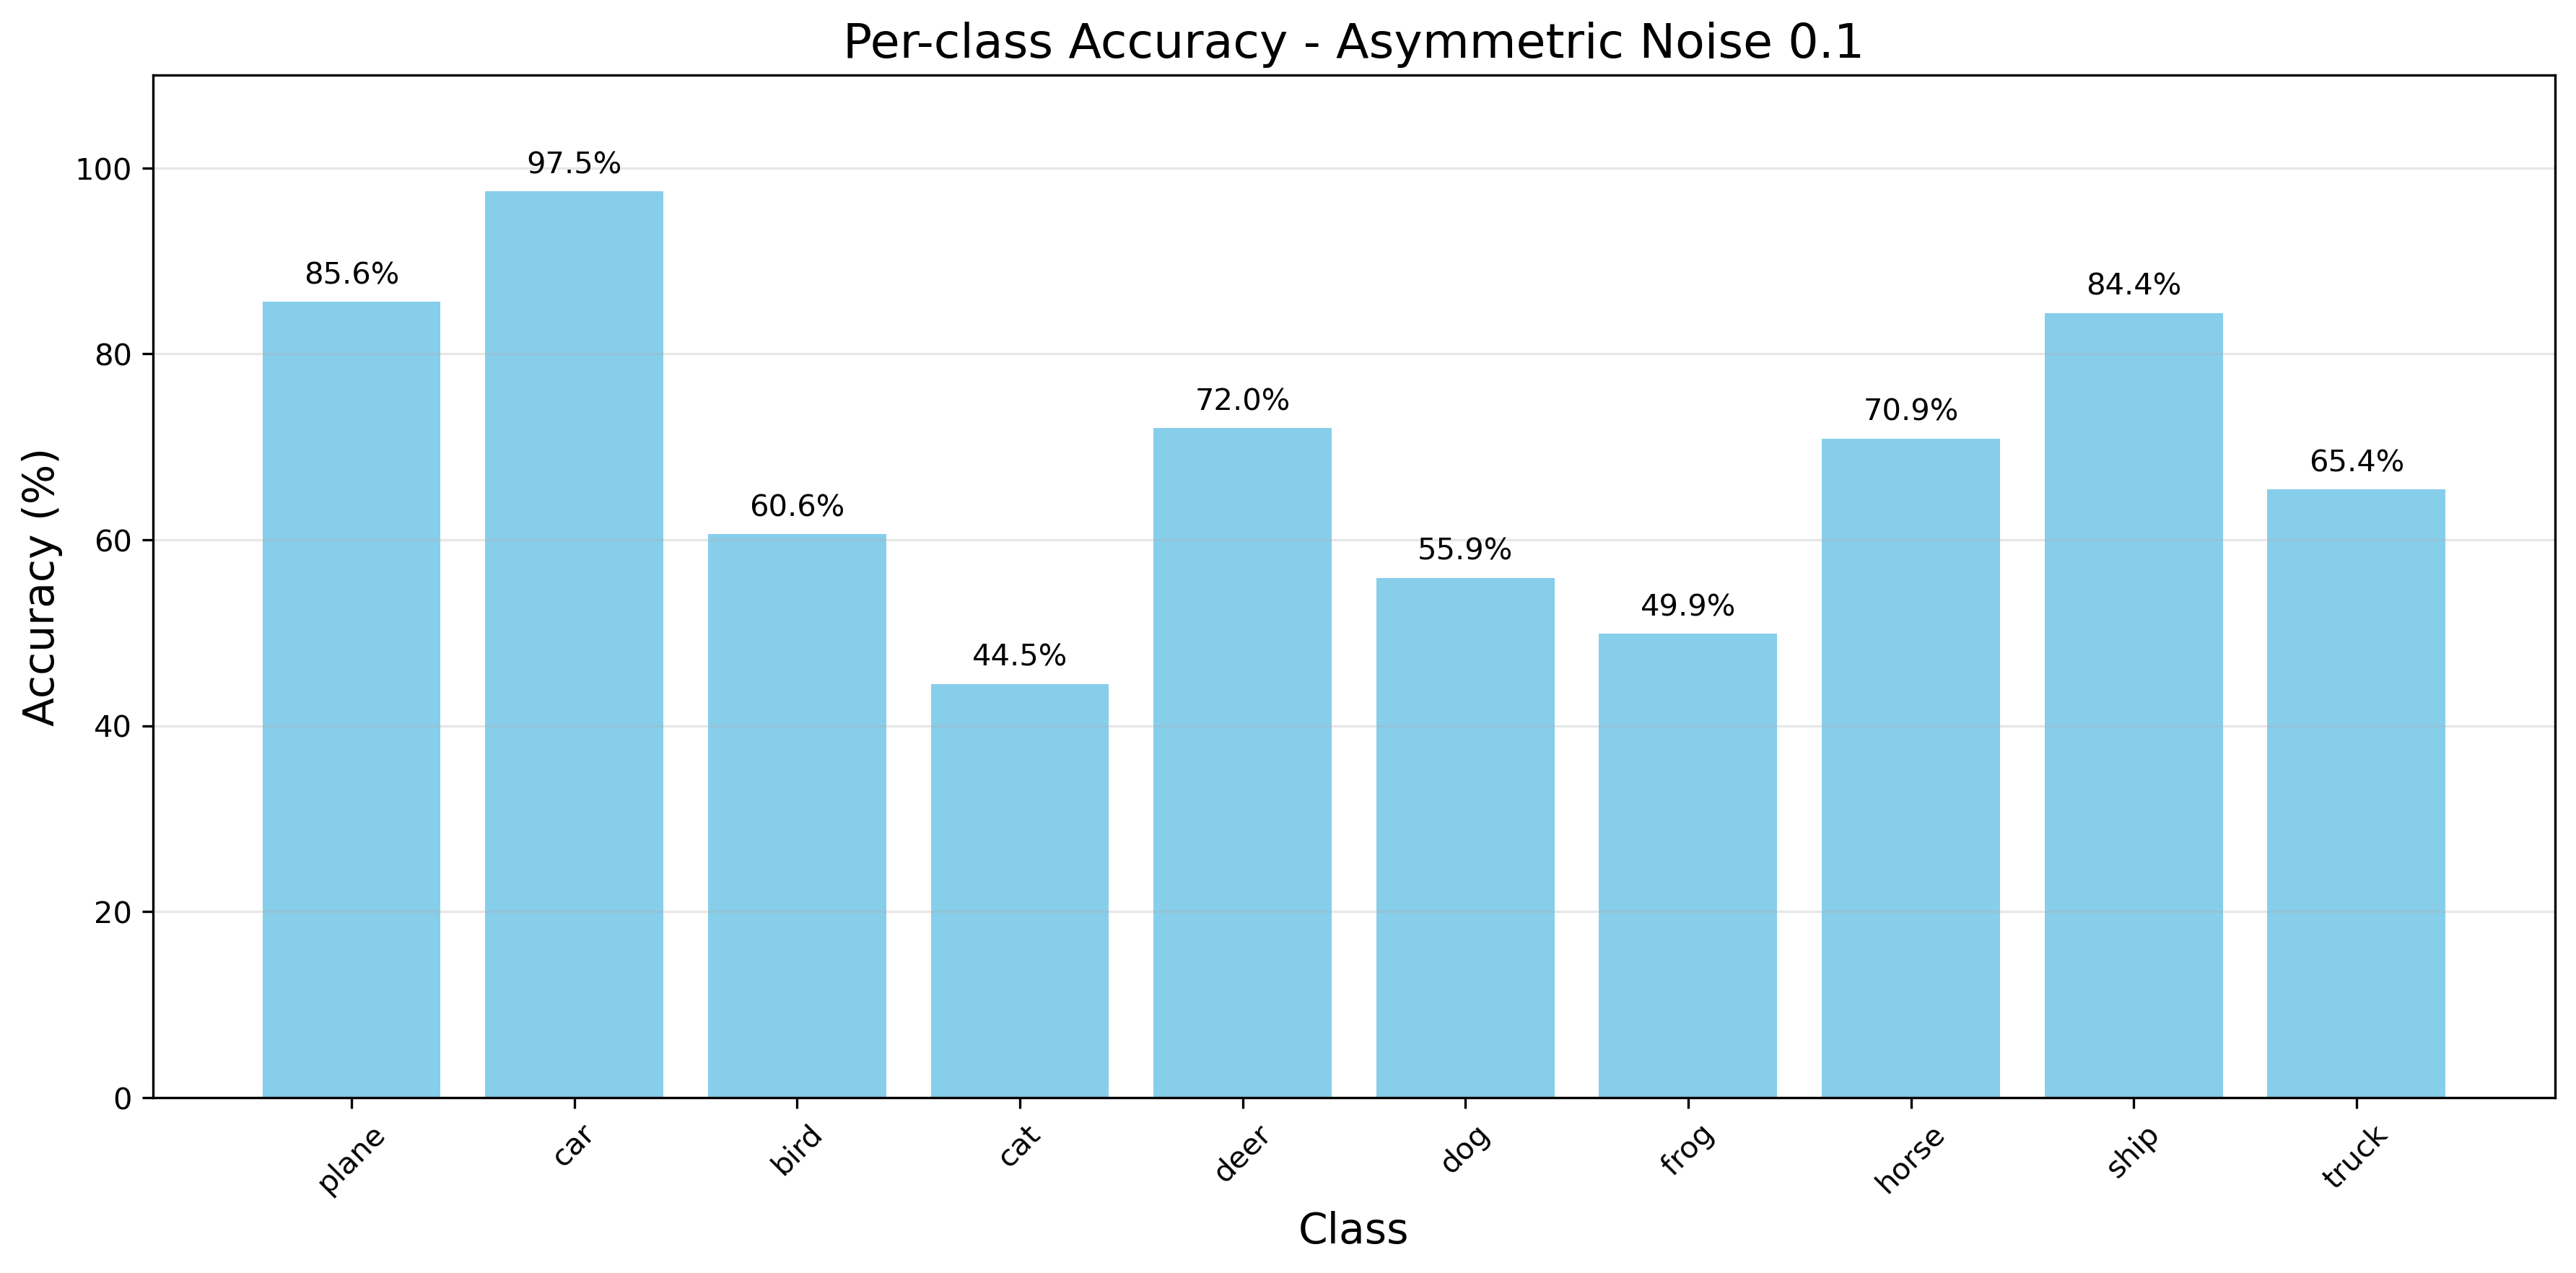 Per-class Accuracy - Asymmetric Noise 0.1
Accuracy (%)
100
80
60
40
20
0
85.6%
97.5%
60.6%
44.5%
72.0%
55.9%
49.9%
70.9%
84.4%
65.4%
plane
car
bird
cat
deer
dog
frog
horse
ship
truck
Class